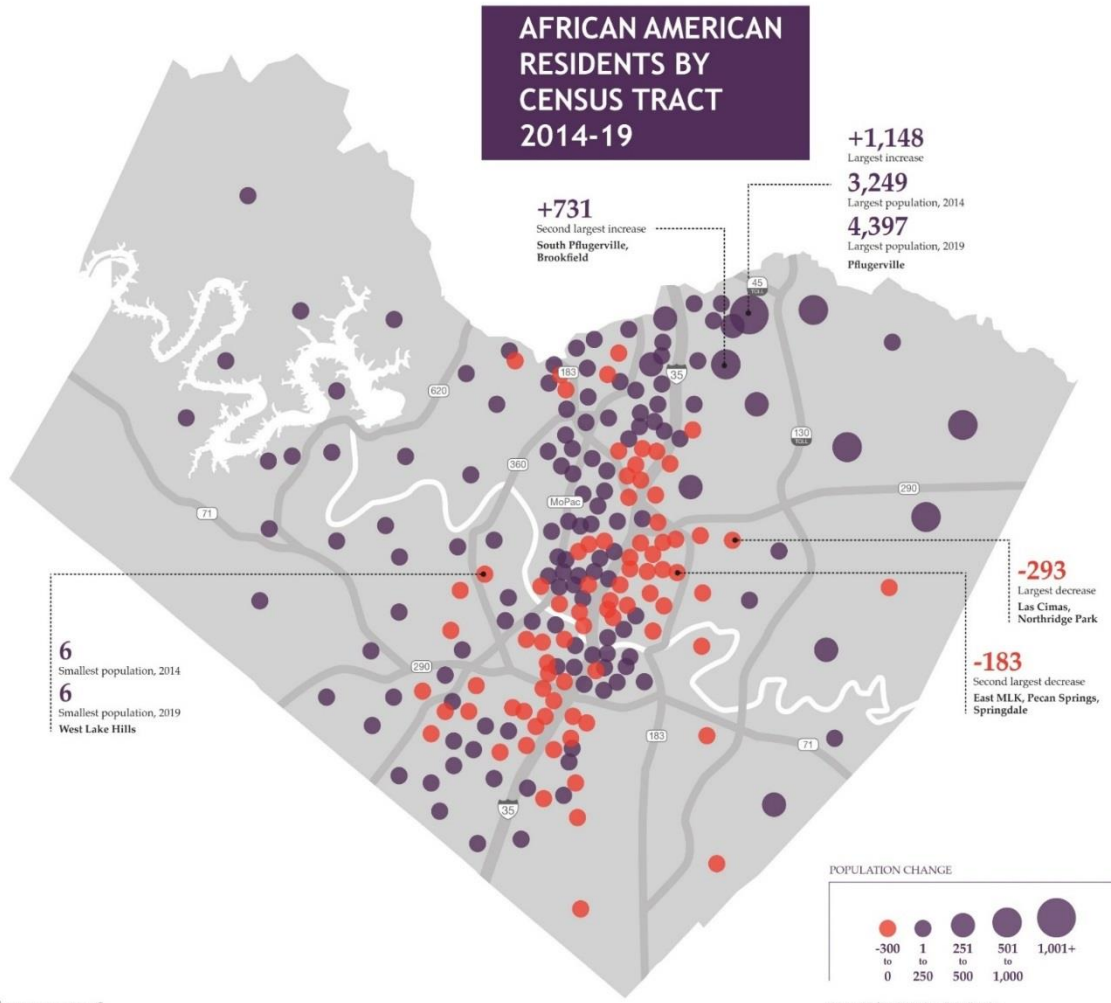 AFRICAN AMERICAN
RESIDENTS BY
CENSUS TRACT
2014-19
+1,148
Largest increase
3,249
Largest population, 2014
4,397
Largest population, 2019
Pflugerville
+731
Second largest increase
South Pflugerville,
Brookfield
45
TOLL
183
35
620
130
TOLL
360
290
MoPac
71
-293
Largest decrease
Las Cimas,
Northridge Park
6
Smallest population, 2014
6
Smallest population, 2019
West Lake Hills
290
-183
Second largest decrease
East MLK, Pecan Springs,
Springdale
183
71
35
POPULATION CHANGE
-300 1 251 501 1,001+
to to to to
0 250 500 1,000